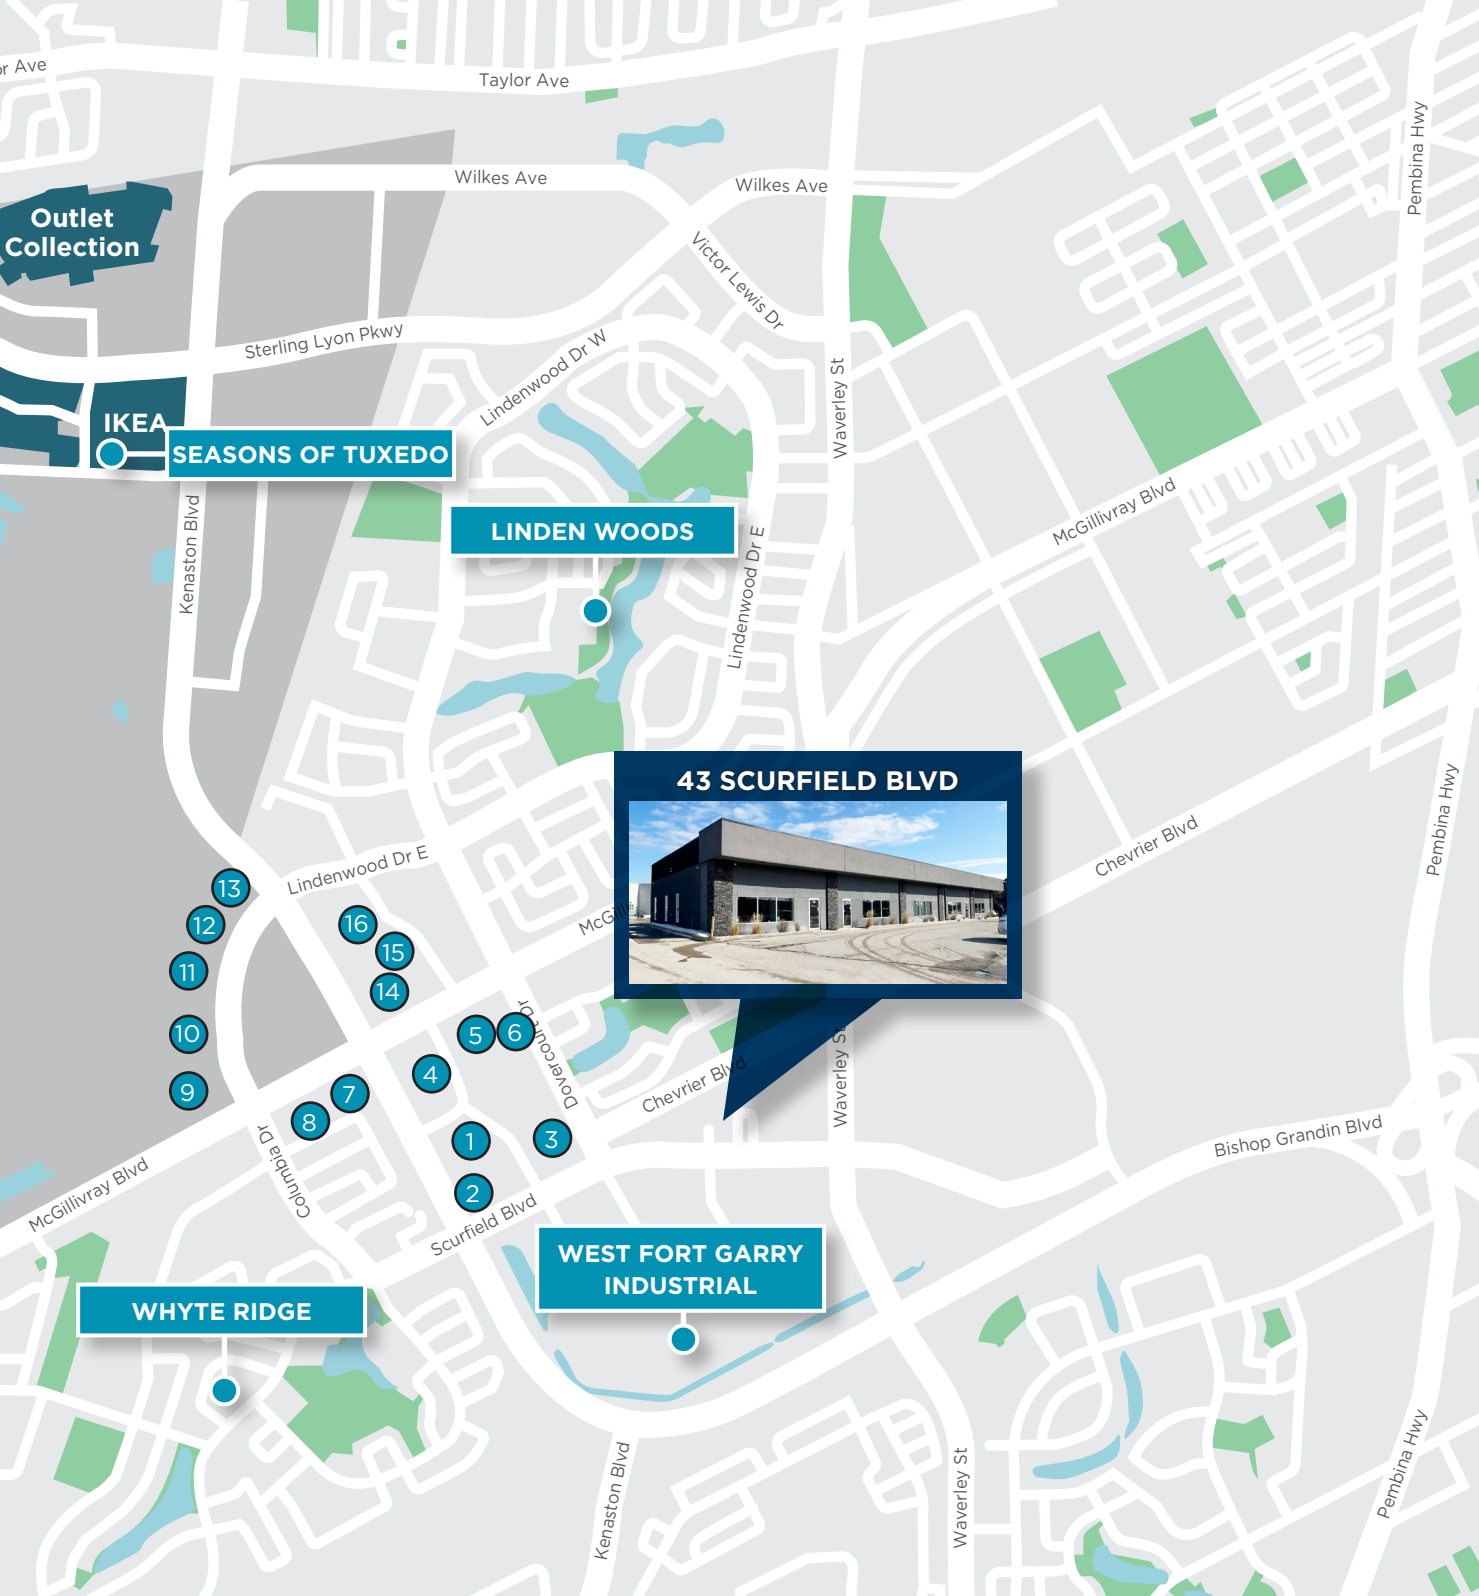 Taylor Ave
or Ave
Wilkes Ave
Wilkes Ave
Pembina Hwy
Outlet
Collection
Victor Lewis Dr
Sterling Lyon Pkwy
Lindenwood Dr W
Waverley St
IKEA
SEASONS OF TUXEDO
Kenaston Blvd
LINDEN WOODS
McGillivray Blvd
Lindenwood Dr E
43 SCURFIELD BLVD
Pembina Hwy
Chevrier Blvd
Lindenwood Dr E
13
12
16
McGilli
15
11
14
10
5
6
Dovercourt Dr
4
Chevrier Blvd
Waverley St
9
7
8
1
3
Bishop Grandin Blvd
Columbia Dr
McGillivray Blvd
2
Scurfield Blvd
WEST FORT GARRY
INDUSTRIAL
WHYTE RIDGE
Kenaston Blvd
Waverley St
Pembina Hwy